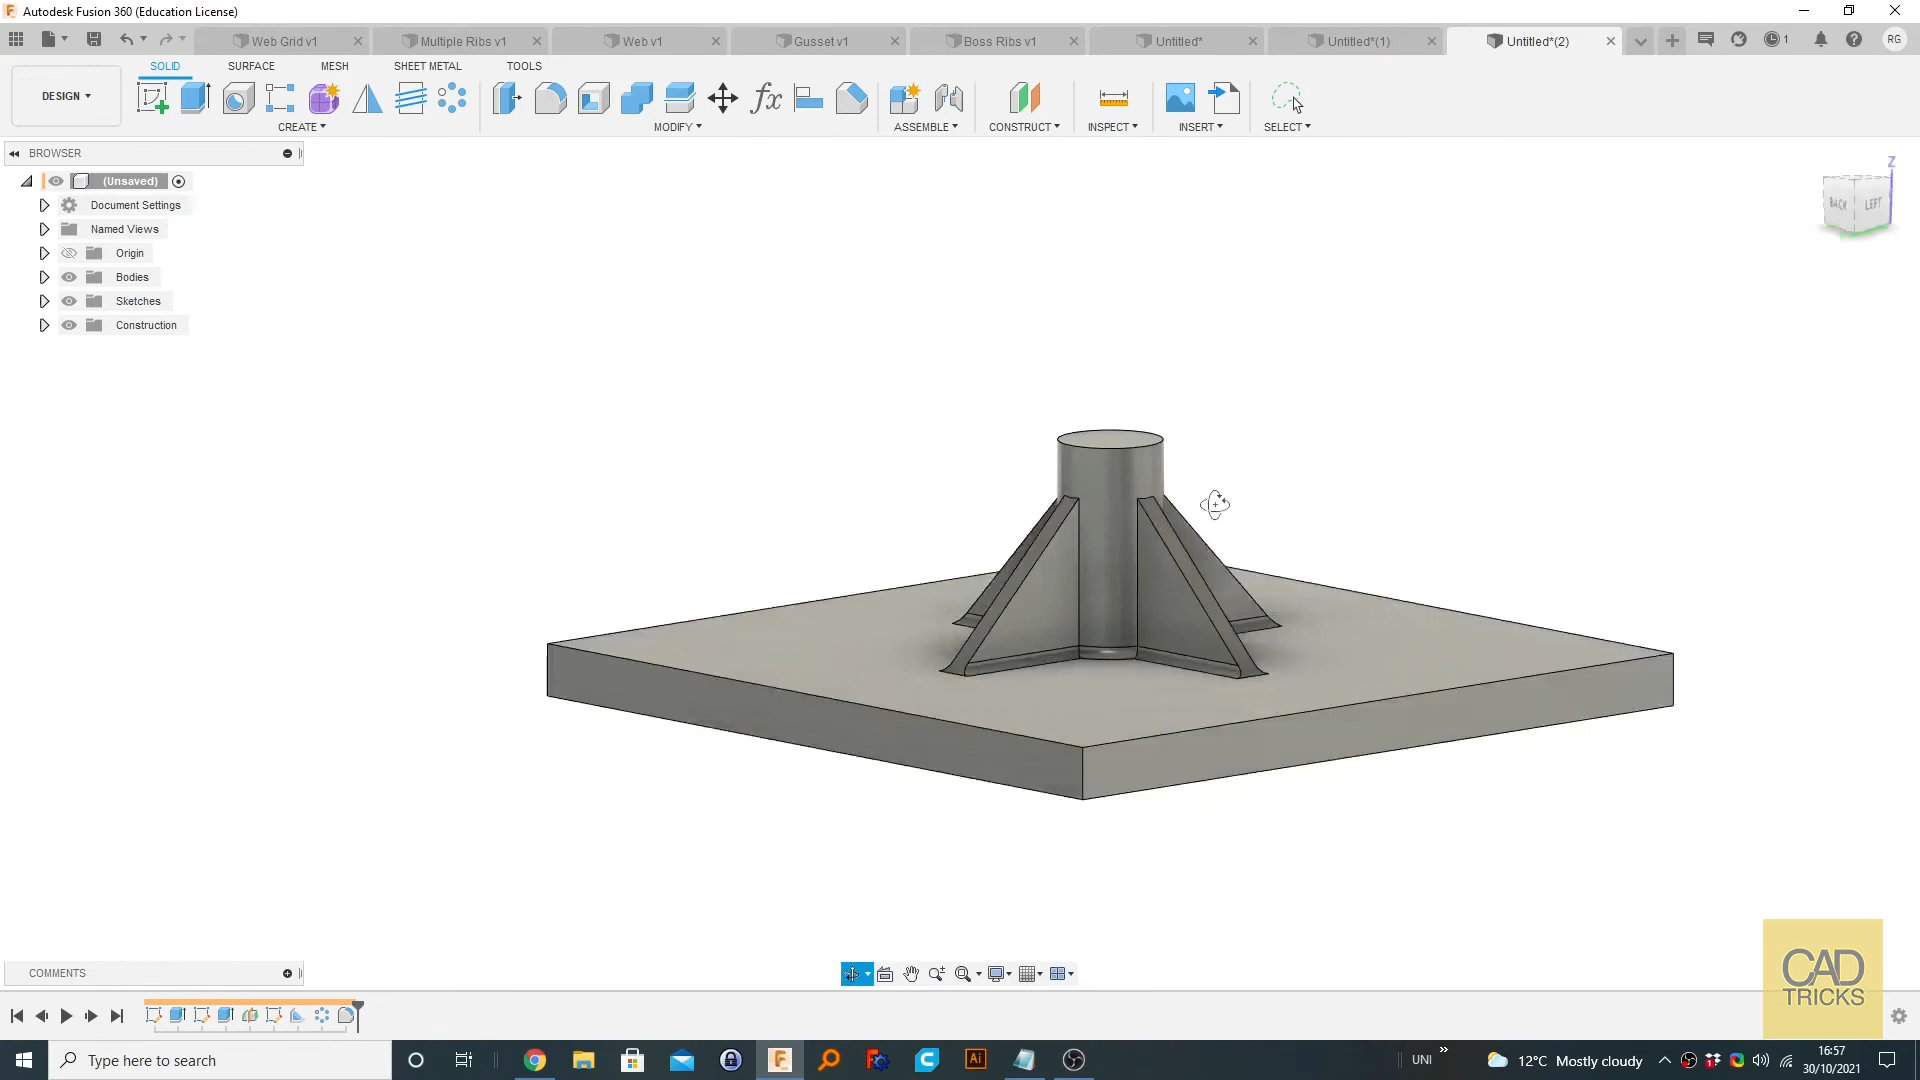 Autodesk Fusion 360 (Education License)
Web Grid v1
Multiple Ribs v1
Web v1
Gusset v1
Boss Ribs v1
Untitled*
Untitled*(1)
Untitled*(2)
1
RG
DESIGN
SOLID
SURFACE
MESH
SHEET METAL
TOOLS
CREATE
MODIFY
ASSEMBLE
CONSTRUCT
INSPECT
INSERT
SELECT
BROWSER
(Unsaved)
Document Settings
Named Views
Origin
Bodies
Sketches
Construction
Z
BACK
LEFT
COMMENTS
CAD
TRICKS
Type here to search
UNI
12°C Mostly cloudy
16:57
30/10/2021